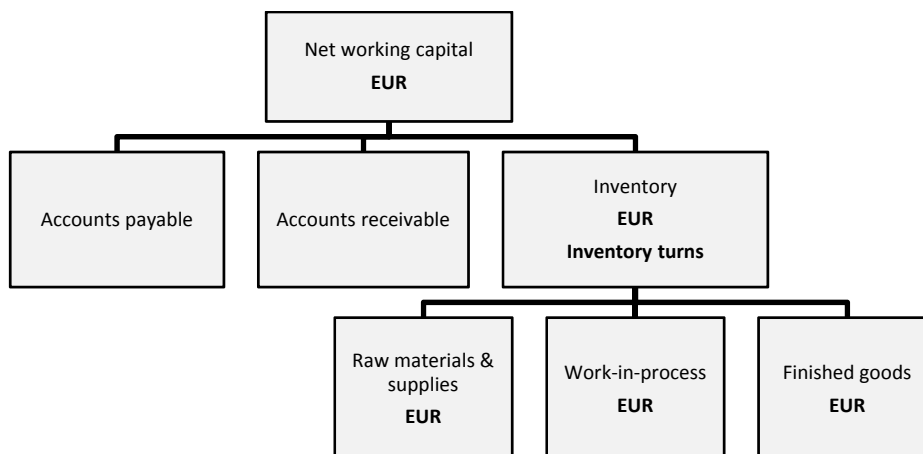 Net working capital
EUR
Accounts payable
Accounts receivable
Inventory
EUR
Inventory turns
Raw materials &
supplies
EUR
Work-in-process
EUR
Finished goods
EUR